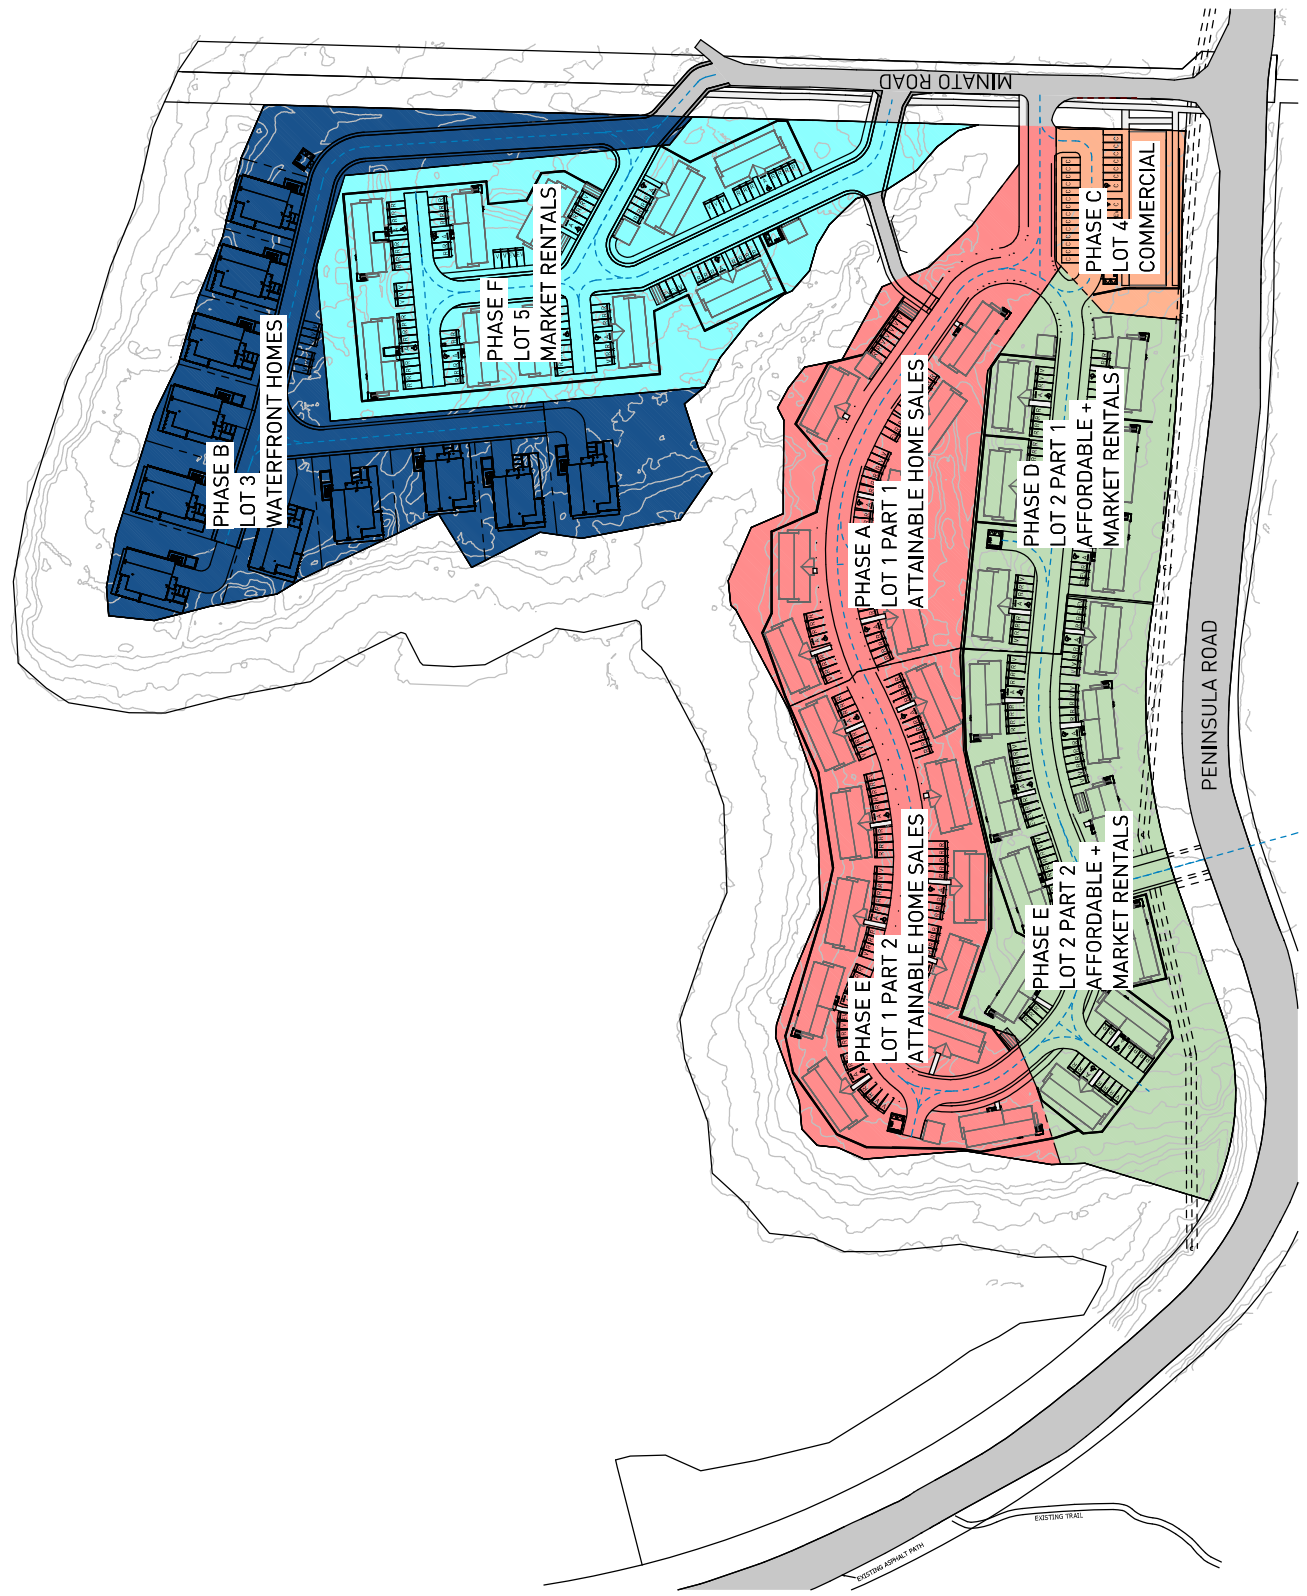 MINATO ROAD
PHASE B
LOT 3
WATERFRONT HOMES
PHASE F
LOT 5
MARKET RENTALS
PHASE C
LOT 4
COMMERCIAL
PHASE A
LOT 1 PART 1
ATTAINABLE HOME SALES
PHASE D
LOT 2 PART 1
AFFORDABLE +
MARKET RENTALS
PENINSULA ROAD
PHASE E
LOT 1 PART 2
ATTAINABLE HOME SALES
PHASE E
LOT 2 PART 2
AFFORDABLE +
MARKET RENTALS
EXISTING TRAIL
EXISTING ASPHALT PATH